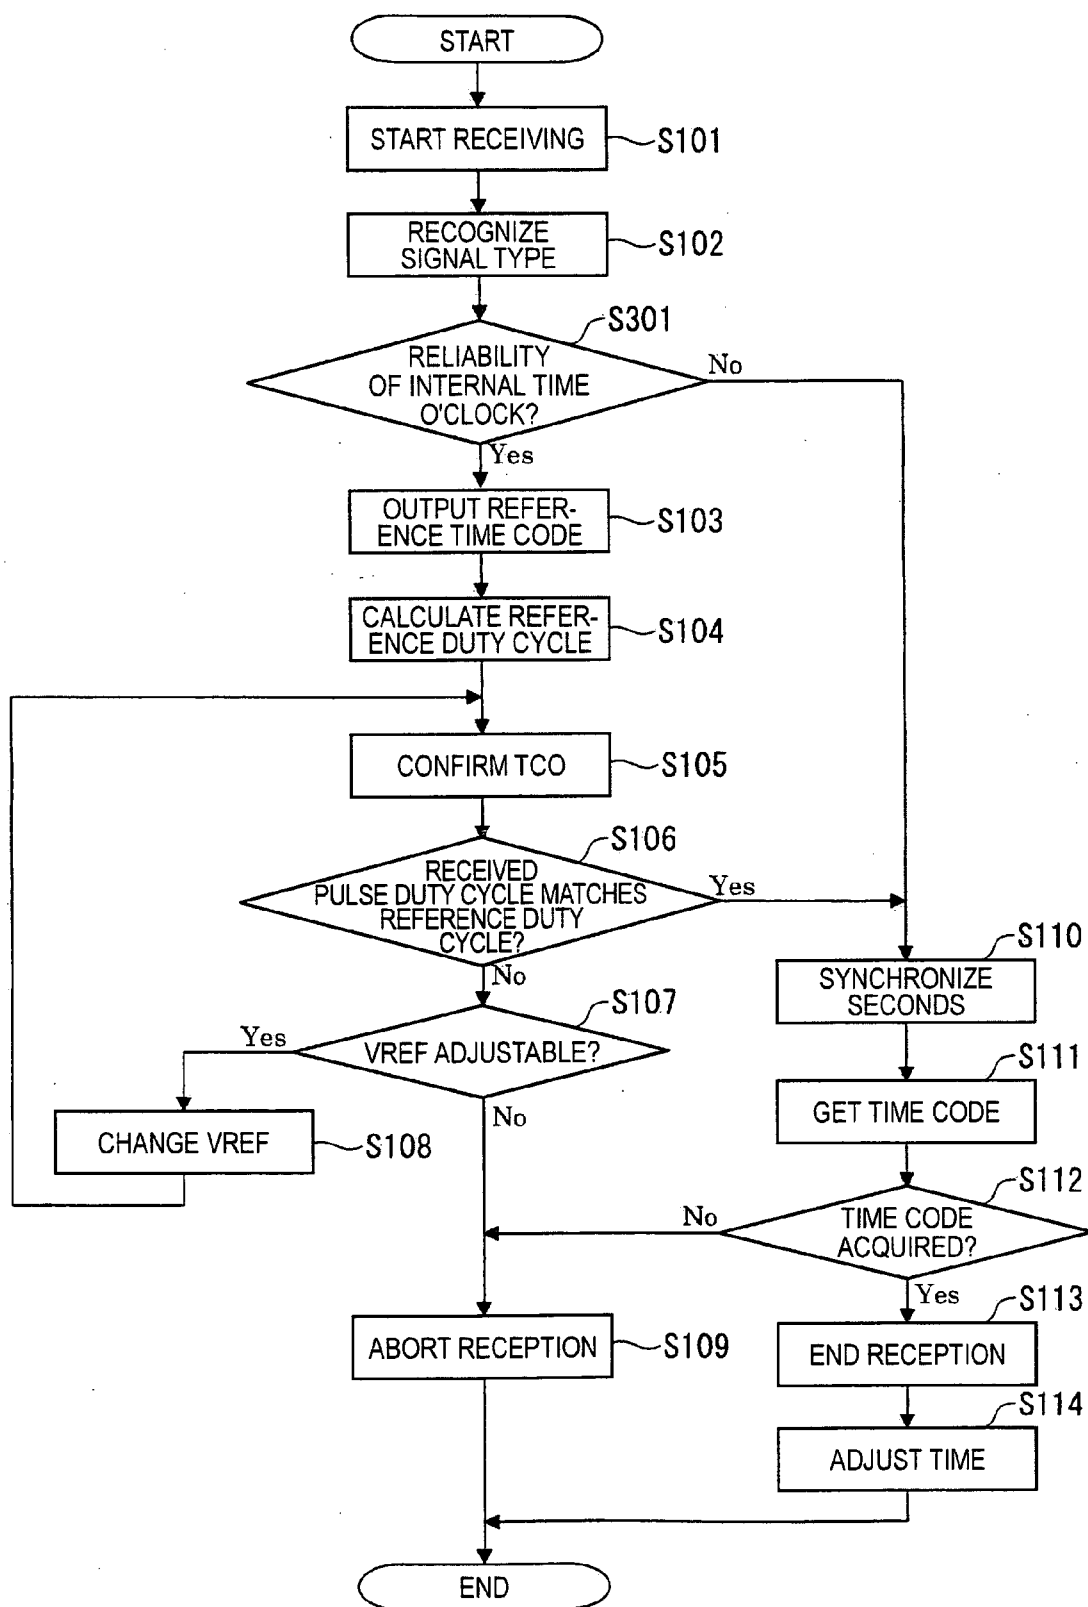 START
START RECEIVING
S101
RECOGNIZE
SIGNAL TYPE
S102
S301
RELIABILITY
OF INTERNAL TIME
O'CLOCK?
No
Yes
OUTPUT REFER-
ENCE TIME CODE
S103
CALCULATE REFER-
ENCE DUTY CYCLE
S104
CONFIRM TCO
S105
S106
RECEIVED
PULSE DUTY CYCLE MATCHES
REFERENCE DUTY
CYCLE?
Yes
No
S110
SYNCHRONIZE
SECONDS
S107
VREF ADJUSTABLE?
Yes
No
S111
GET TIME CODE
CHANGE VREF
S108
S112
TIME CODE
ACQUIRED?
No
Yes
S113
END RECEPTION
ABORT RECEPTION
S109
S114
ADJUST TIME
END